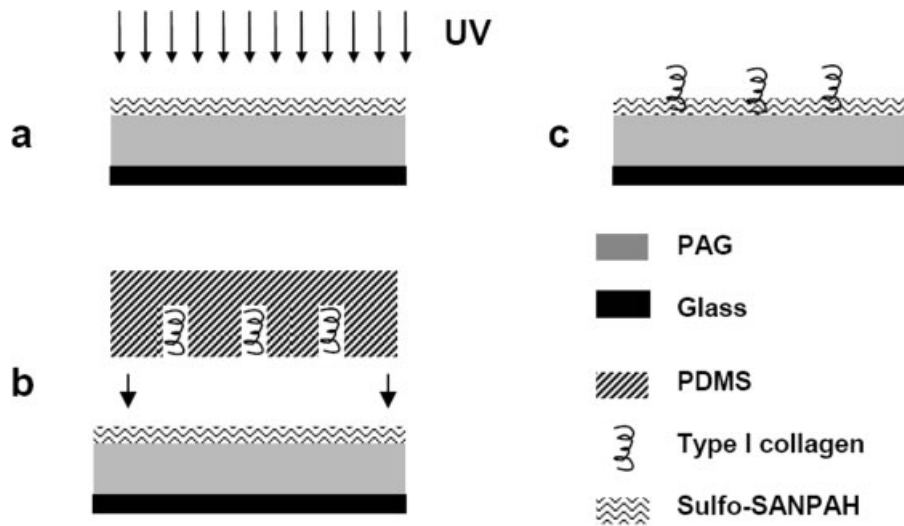 UV
a
c
PAG
Glass
b
PDMS
Type I collagen
Sulfo-SANPAH